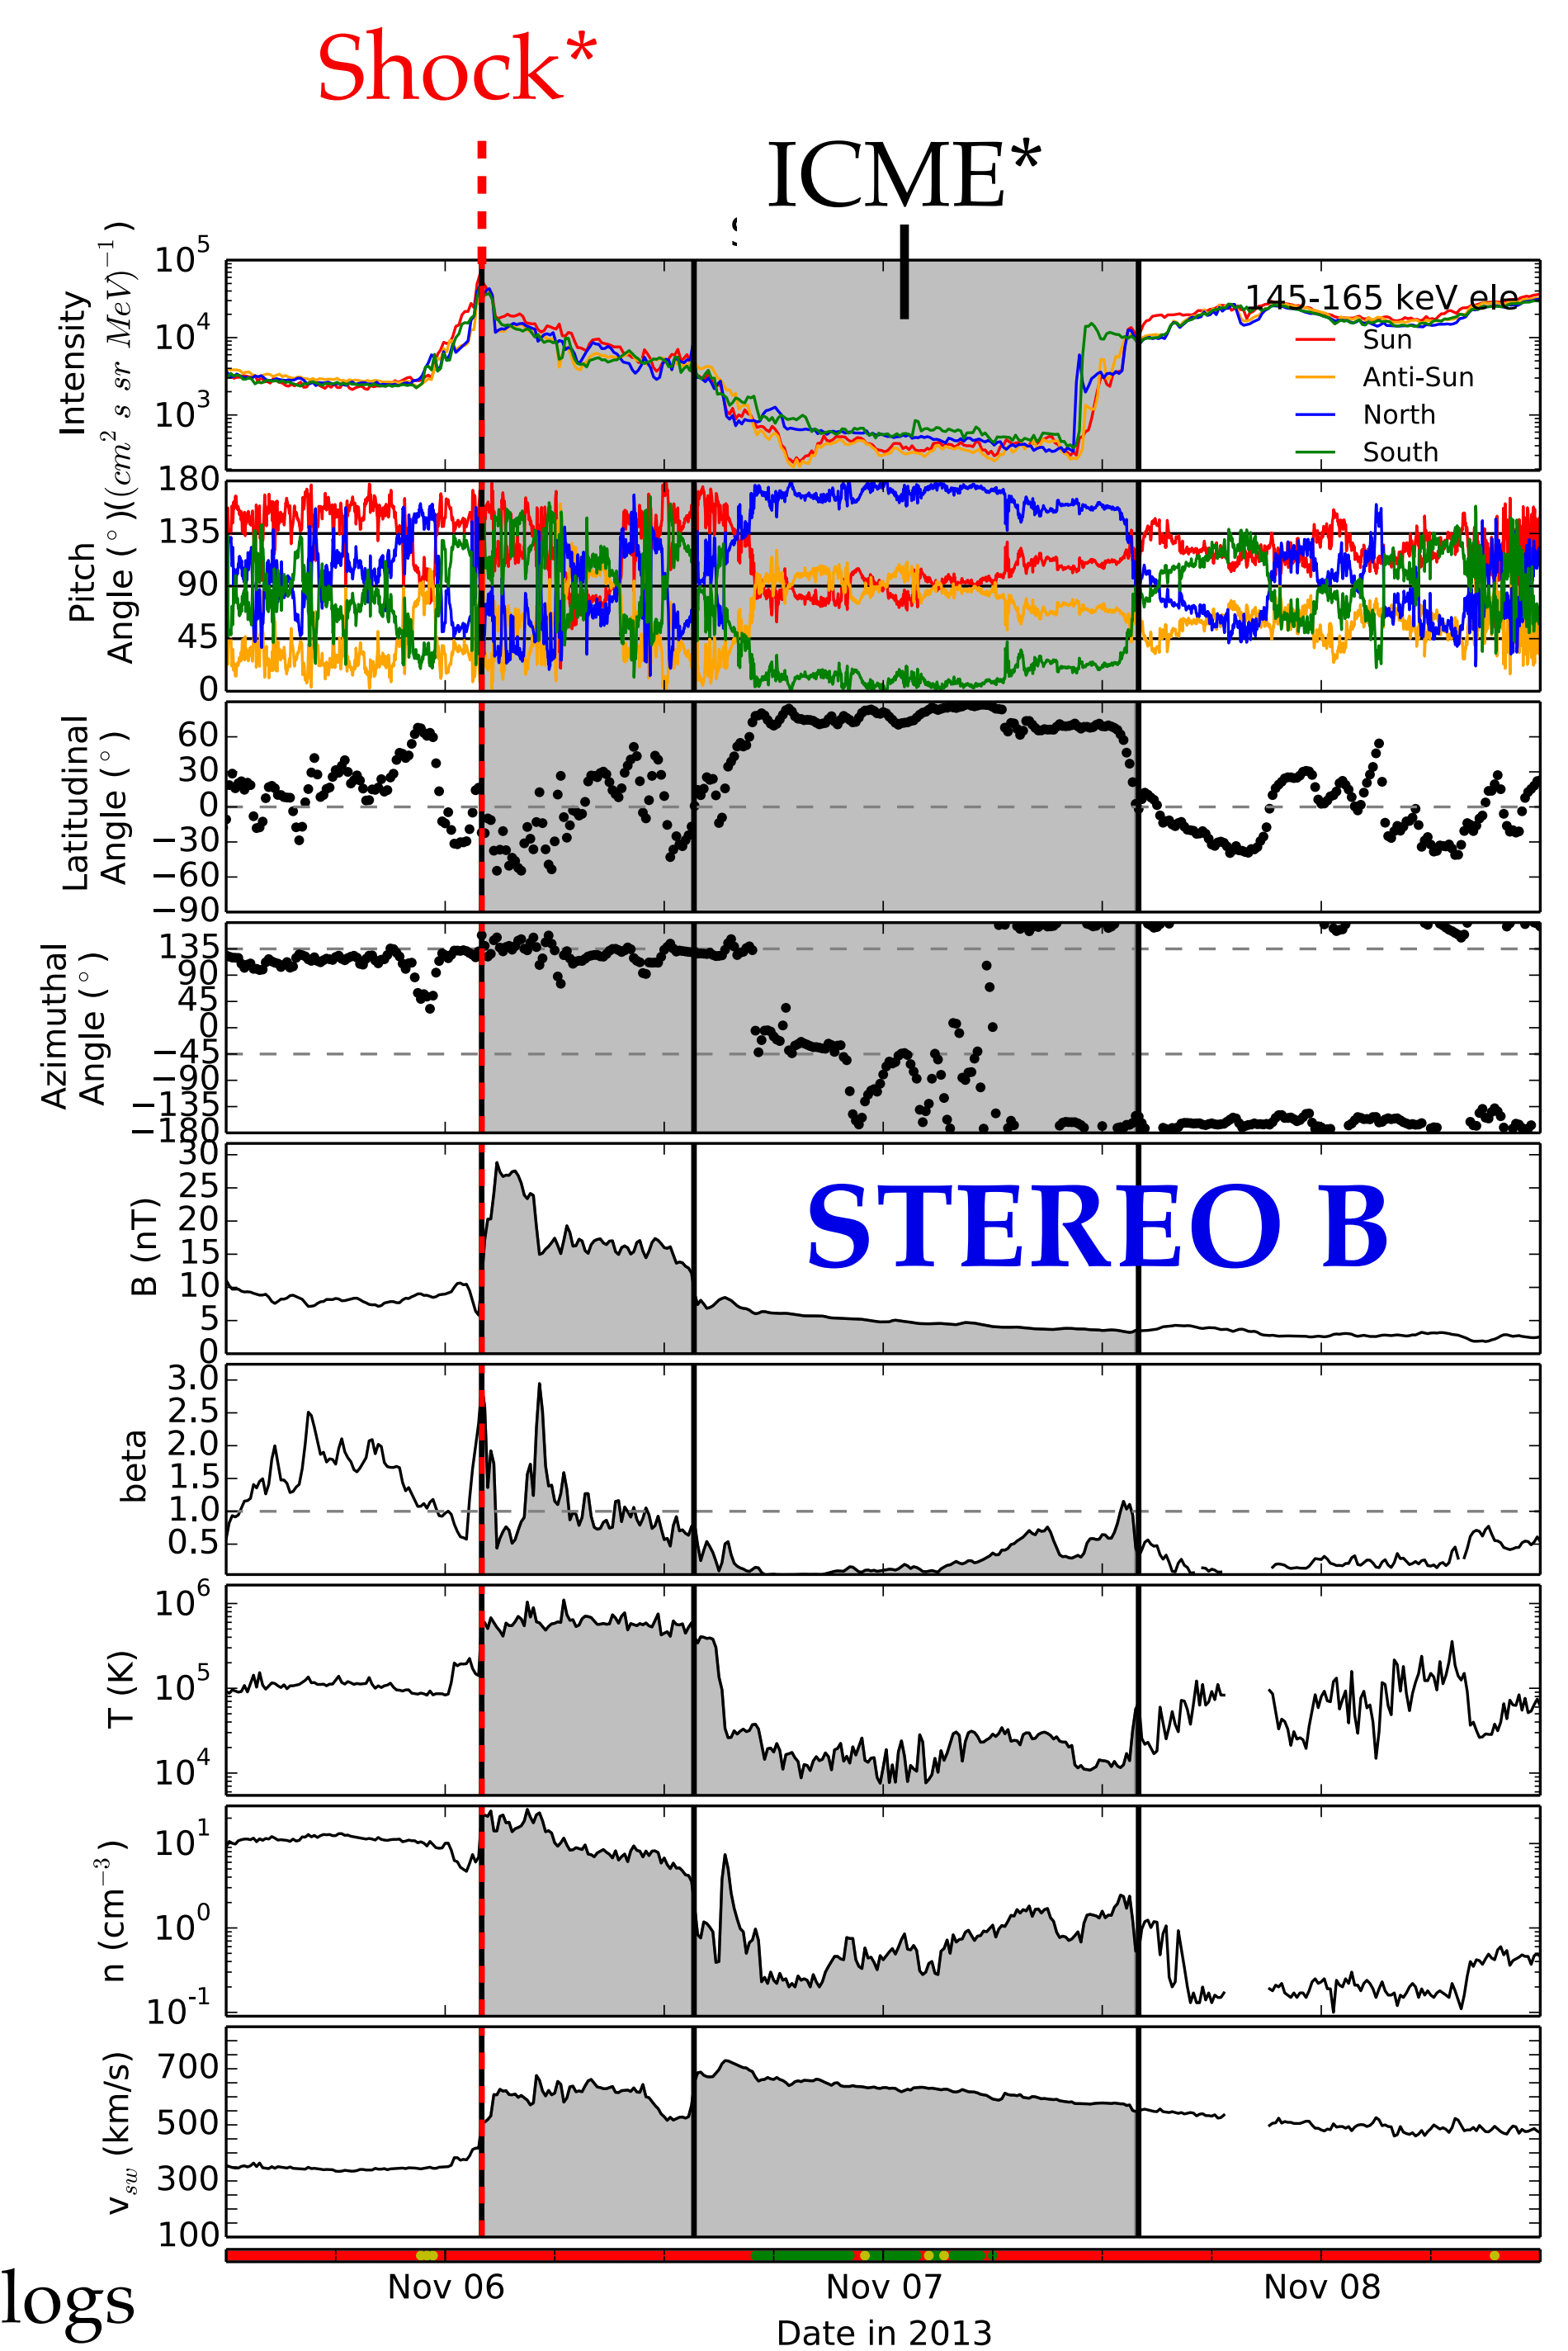 Shock*
ICME*
Intensity
(cm² s sr MeV)⁻¹)
10⁵
10⁴
10³
145-165 keV ele
Sun
Anti-Sun
North
South
Pitch
Angle (°)
180
135
90
45
0
Latitudinal
Angle (°)
60
30
0
−30
−60
−90
Azimuthal
Angle (°)
135
90
45
0
−45
−90
−135
−180
B (nT)
30
25
20
15
10
5
0
STEREO B
beta
3.0
2.5
2.0
1.5
1.0
0.5
T (K)
10⁶
10⁵
10⁴
n (cm⁻³)
10¹
10⁰
10⁻¹
v_sw (km/s)
700
500
300
100
logs
Nov 06
Nov 07
Nov 08
Date in 2013